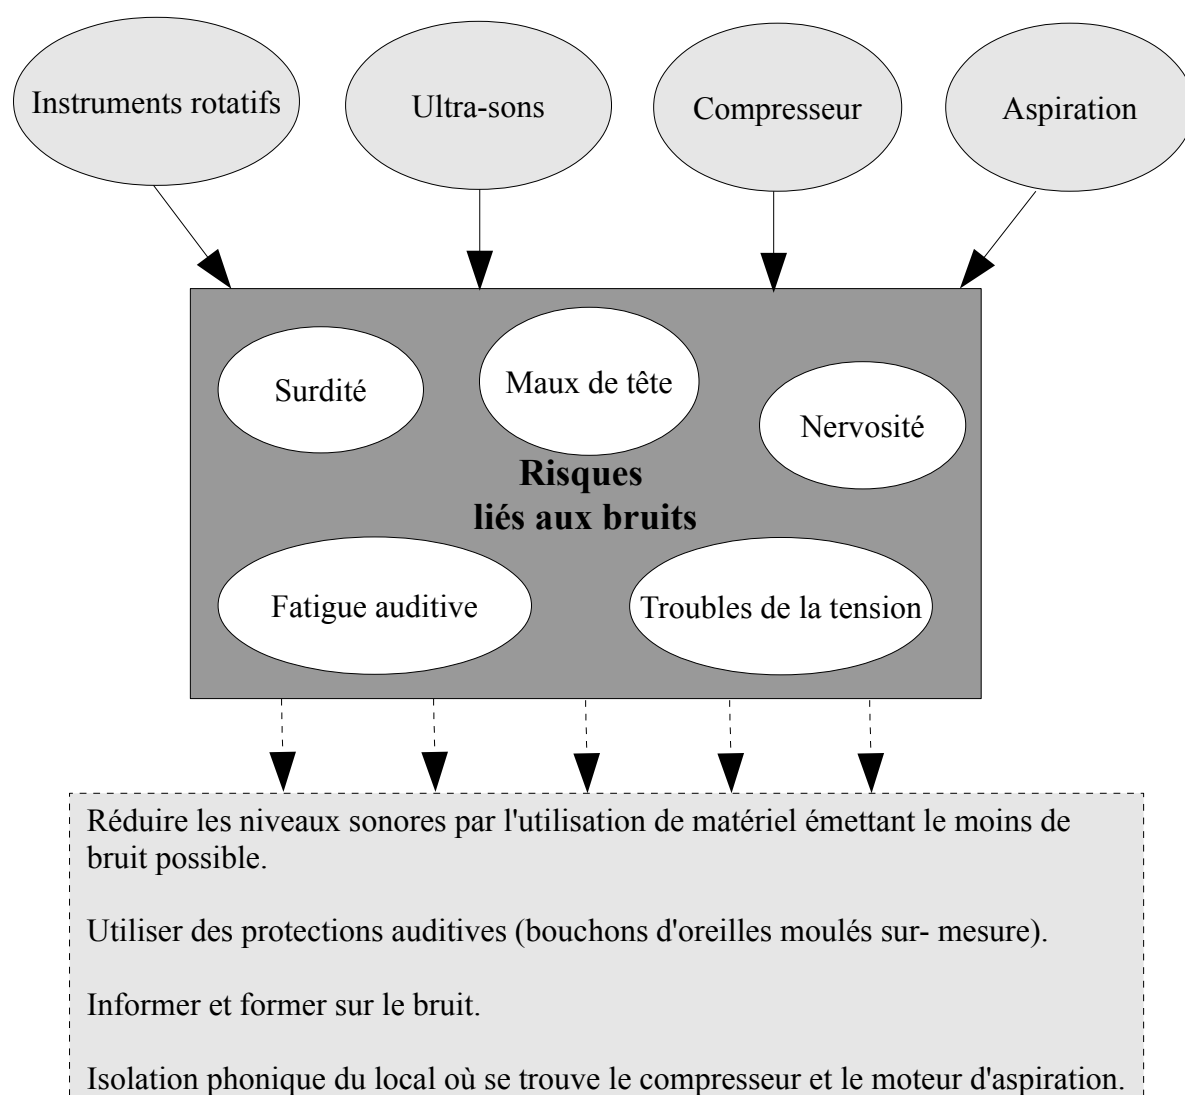 Instruments rotatifs
Ultra-sons
Compresseur
Aspiration
Surdité
Maux de tête
Nervosité
Risques
liés aux bruits
Fatigue auditive
Troubles de la tension
Réduire les niveaux sonores par l'utilisation de matériel émettant le moins de
bruit possible.
Utiliser des protections auditives (bouchons d'oreilles moulés sur- mesure).
Informer et former sur le bruit.
Isolation phonique du local où se trouve le compresseur et le moteur d'aspiration.